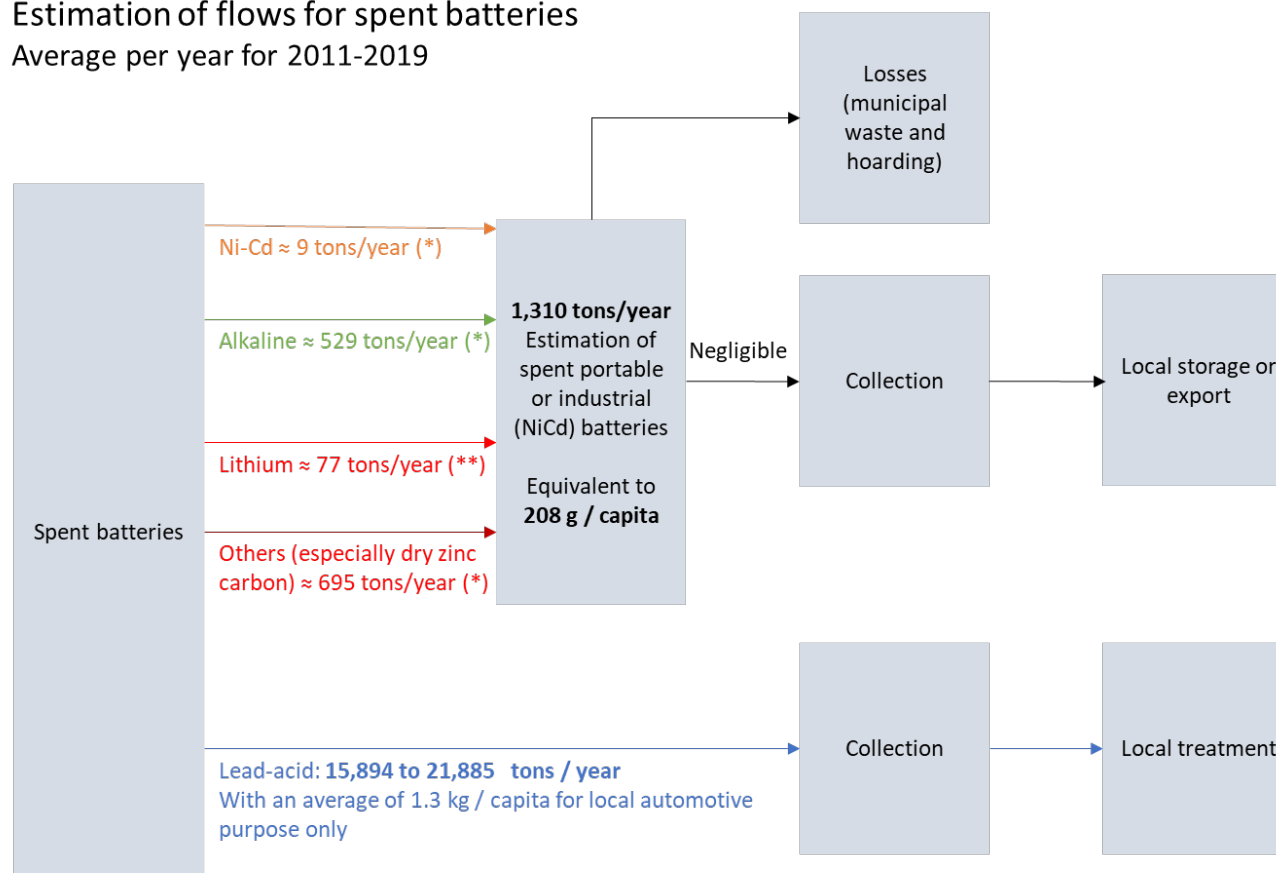 Estimation of flows for spent batteries
Average per year for 2011-2019
Losses
(municipal
waste and
hoarding)
Spent batteries
Ni-Cd ≈ 9 tons/year (*)
Alkaline ≈ 529 tons/year (*)
Lithium ≈ 77 tons/year (**)
Others (especially dry zinc
carbon) ≈ 695 tons/year (*)
1,310 tons/year
Estimation of
spent portable
or industrial
(NiCd) batteries
Equivalent to
208 g / capita
Negligible
Collection
Local storage or
export
Lead-acid: 15,894 to 21,885 tons / year
With an average of 1.3 kg / capita for local automotive
purpose only
Collection
Local treatment